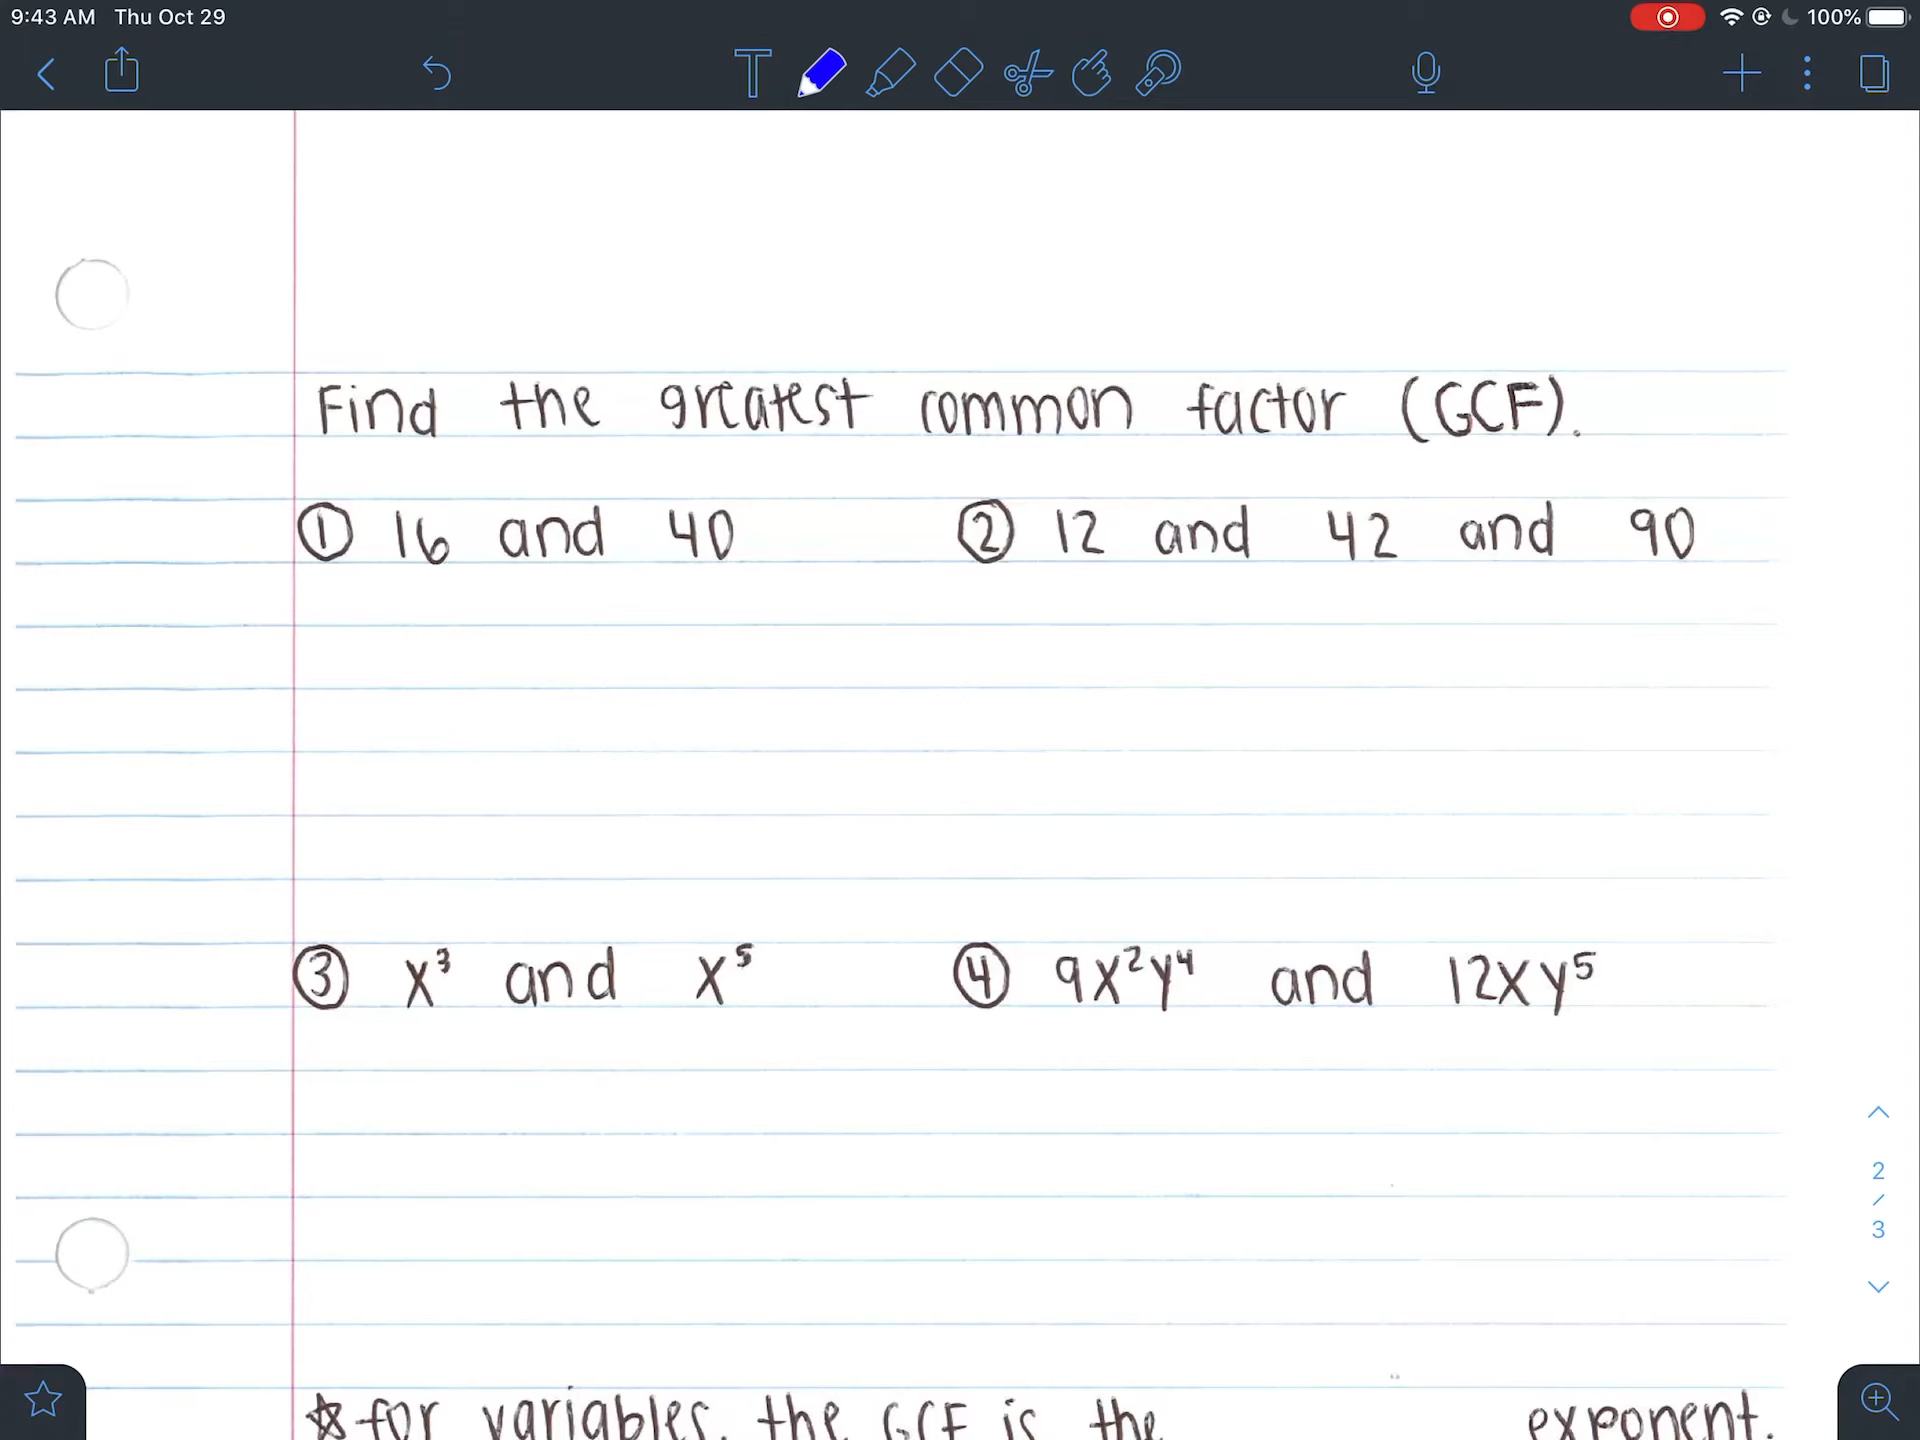 9:43 AM Thu Oct 29 100%
T
Find the greatest common factor (GCF).
① 16 and 40 ② 12 and 42 and 90
③ x³ and x⁵ ④ 9x²y⁴ and 12xy⁵
2
/
3
☆ for variables, the GCF is the exponent.